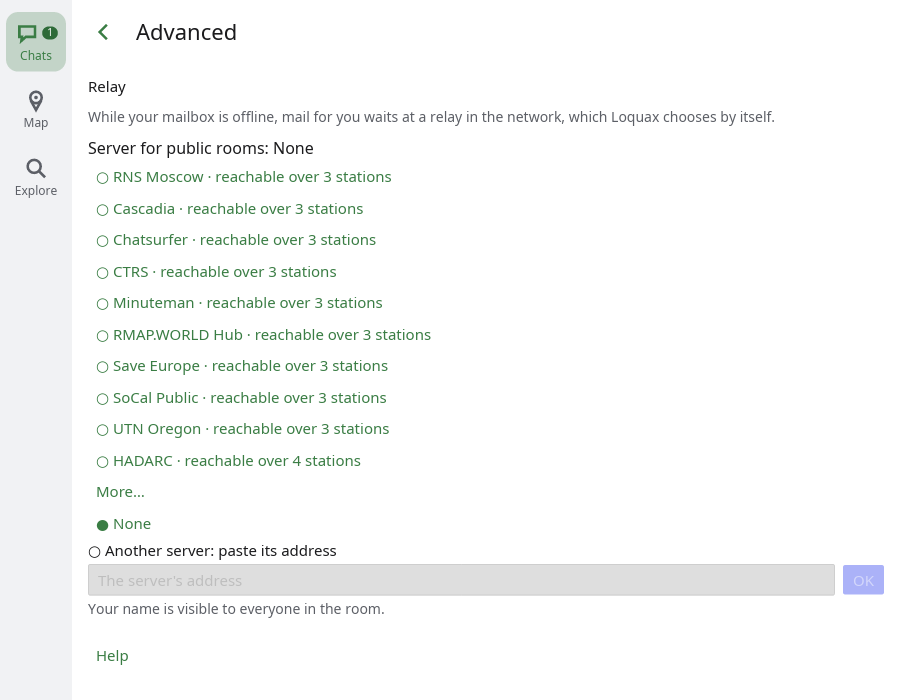 1
Chats
Map
Explore
Advanced
Relay
While your mailbox is offline, mail for you waits at a relay in the network, which Loquax chooses by itself.
Server for public rooms: None
RNS Moscow · reachable over 3 stations
Cascadia · reachable over 3 stations
Chatsurfer · reachable over 3 stations
CTRS · reachable over 3 stations
Minuteman · reachable over 3 stations
RMAP.WORLD Hub · reachable over 3 stations
Save Europe · reachable over 3 stations
SoCal Public · reachable over 3 stations
UTN Oregon · reachable over 3 stations
HADARC · reachable over 4 stations
More...
None
Another server: paste its address
The server's address
OK
Your name is visible to everyone in the room.
Help